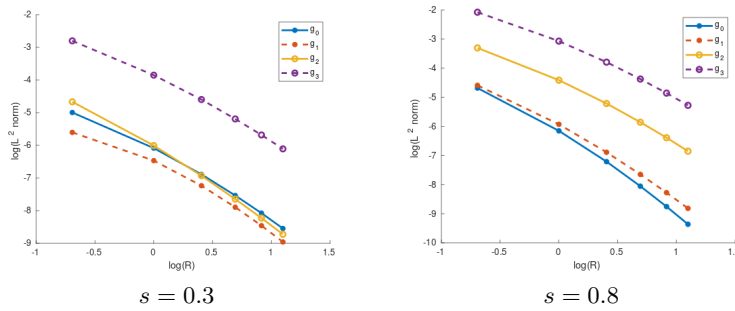 -2
-3
-4
-5
-6
-7
-8
-9
-1
-0.5
0
0.5
1
1.5
log(R)
log(L 2 norm)
g0
g1
g2
g3
s = 0.3
-2
-3
-4
-5
-6
-7
-8
-9
-10
-1
-0.5
0
0.5
1
1.5
log(R)
log(L 2 norm)
g0
g1
g2
g3
s = 0.8